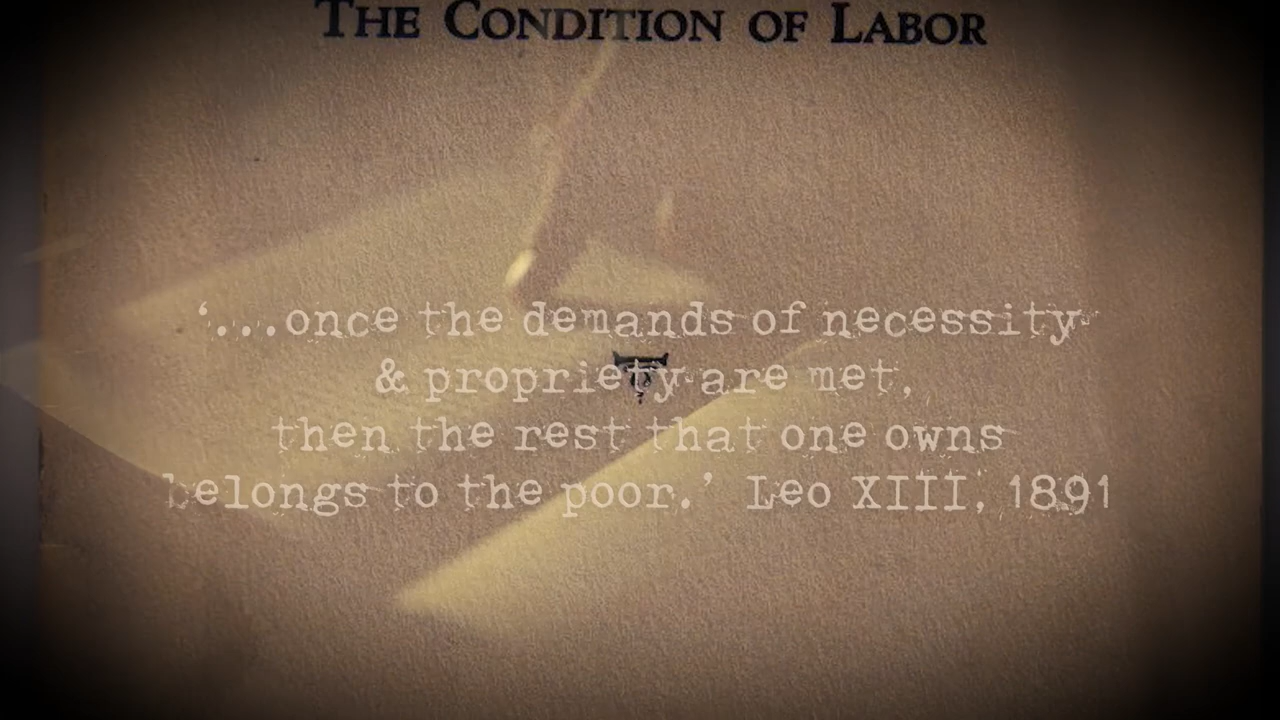 THE CONDITION OF LABOR
‘...once the demands of necessity
& propriety are met,
then the rest that one owns
belongs to the poor.’ Leo XIII, 1891